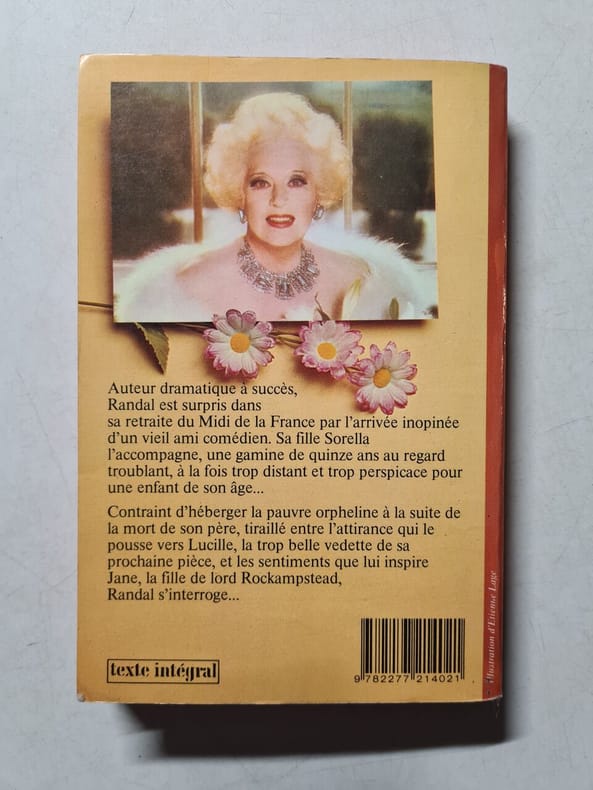 Auteur dramatique à succès,
Randal est surpris dans
sa retraite du Midi de la France par l'arrivée inopinée
d'un vieil ami comédien. Sa fille Sorella
l'accompagne, une gamine de quinze ans au regard
troublant, à la fois trop distant et trop perspicace pour
une enfant de son âge...
Contraint d'héberger la pauvre orpheline à la suite de
la mort de son père, tiraillé entre l'attirance qui le
pousse vers Lucille, la trop belle vedette de sa
prochaine pièce, et les sentiments que lui inspire
Jane, la fille de lord Rockampstead,
Randal s'interroge...
texte intégral
9 782277 214021
illustration d'Etienne Lage